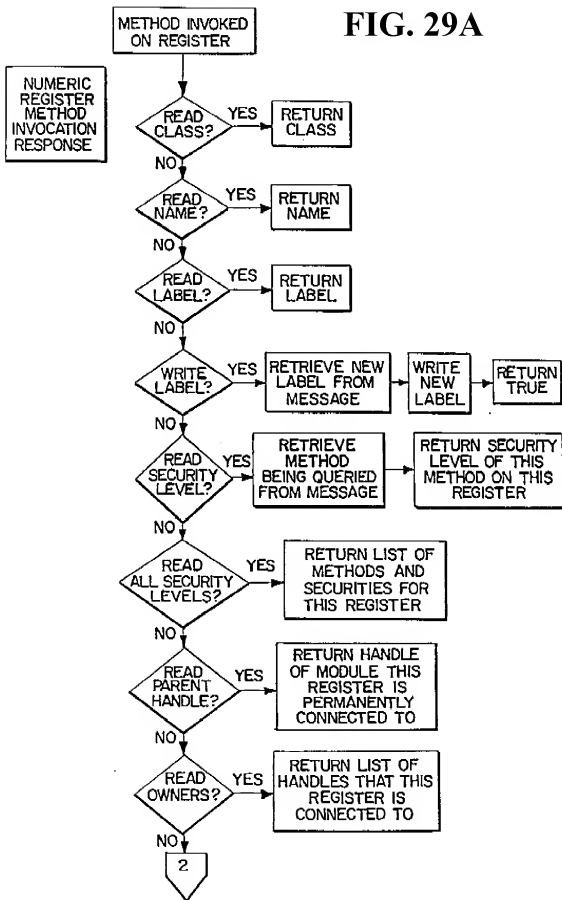 FIG. 29A
METHOD INVOKED
ON REGISTER
NUMERIC
REGISTER
METHOD
INVOCATION
RESPONSE
READ
CLASS?
YES
RETURN
CLASS
NO
READ
NAME?
YES
RETURN
NAME
NO
READ
LABEL?
YES
RETURN
LABEL
NO
WRITE
LABEL?
YES
RETRIEVE NEW
LABEL FROM
MESSAGE
WRITE
NEW
LABEL
RETURN
TRUE
NO
READ
SECURITY
LEVEL?
YES
RETRIEVE
METHOD
BEING QUERIED
FROM MESSAGE
RETURN SECURITY
LEVEL OF THIS
METHOD ON THIS
REGISTER
NO
READ
ALL SECURITY
LEVELS?
YES
RETURN LIST OF
METHODS AND
SECURITIES FOR
THIS REGISTER
NO
READ
PARENT
HANDLE?
YES
RETURN HANDLE
OF MODULE THIS
REGISTER IS
PERMANENTLY
CONNECTED TO
NO
READ
OWNERS?
YES
RETURN LIST OF
HANDLES THAT THIS
REGISTER IS
CONNECTED TO
NO
2